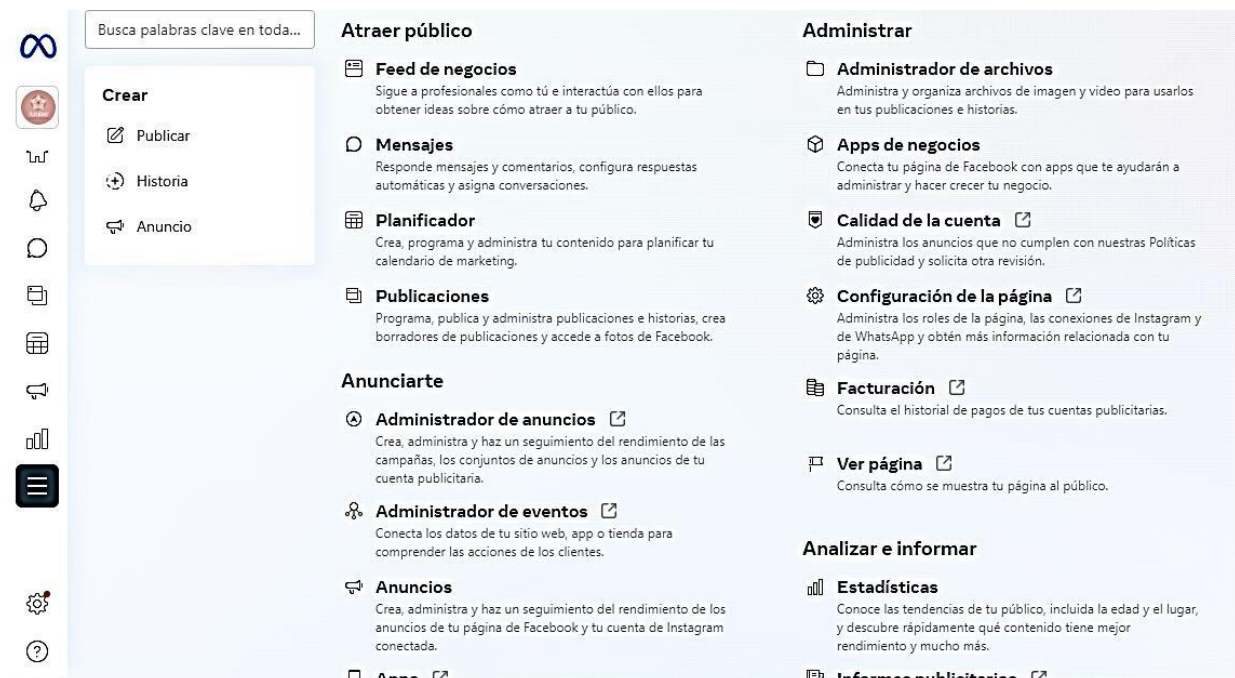 Busca palabras clave en toda...
Crear
Publicar
Historia
Anuncio
Atraer público
Feed de negocios
Sigue a profesionales como tú e interactúa con ellos para
obtener ideas sobre cómo atraer a tu público.
Mensajes
Responde mensajes y comentarios, configura respuestas
automáticas y asigna conversaciones.
Planificador
Crea, programa y administra tu contenido para planificar tu
calendario de marketing.
Publicaciones
Programa, publica y administra publicaciones e historias, crea
borradores de publicaciones y accede a fotos de Facebook.
Anunciarte
Administrador de anuncios
Crea, administra y haz un seguimiento del rendimiento de las
campañas, los conjuntos de anuncios y los anuncios de tu
cuenta publicitaria.
Administrador de eventos
Conecta los datos de tu sitio web, app o tienda para
comprender las acciones de los clientes.
Anuncios
Crea, administra y haz un seguimiento del rendimiento de los
anuncios de tu página de Facebook y tu cuenta de Instagram
conectada.
Apps
Administrar
Administrador de archivos
Administra y organiza archivos de imagen y video para usarlos
en tus publicaciones e historias.
Apps de negocios
Conecta tu página de Facebook con apps que te ayudarán a
administrar y hacer crecer tu negocio.
Calidad de la cuenta
Administra los anuncios que no cumplen con nuestras Políticas
de publicidad y solicita otra revisión.
Configuración de la página
Administra los roles de la página, las conexiones de Instagram y
de WhatsApp y obtén más información relacionada con tu
página.
Facturación
Consulta el historial de pagos de tus cuentas publicitarias.
Ver página
Consulta cómo se muestra tu página al público.
Analizar e informar
Estadísticas
Conoce las tendencias de tu público, incluida la edad y el lugar,
y descubre rápidamente qué contenido tiene mejor
rendimiento y mucho más.
Informes publicitarios